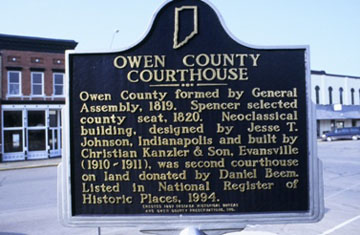 OWEN COUNTY
COURTHOUSE
Owen County formed by General
Assembly, 1819. Spencer selected
county seat, 1820. Neoclassical
building, designed by Jesse T.
Johnson, Indianapolis and built by
Christian Kanzler & Son, Evansville
(1910-1911), was second courthouse
on land donated by Daniel Beem.
Listed in National Register of
Historic Places, 1994.